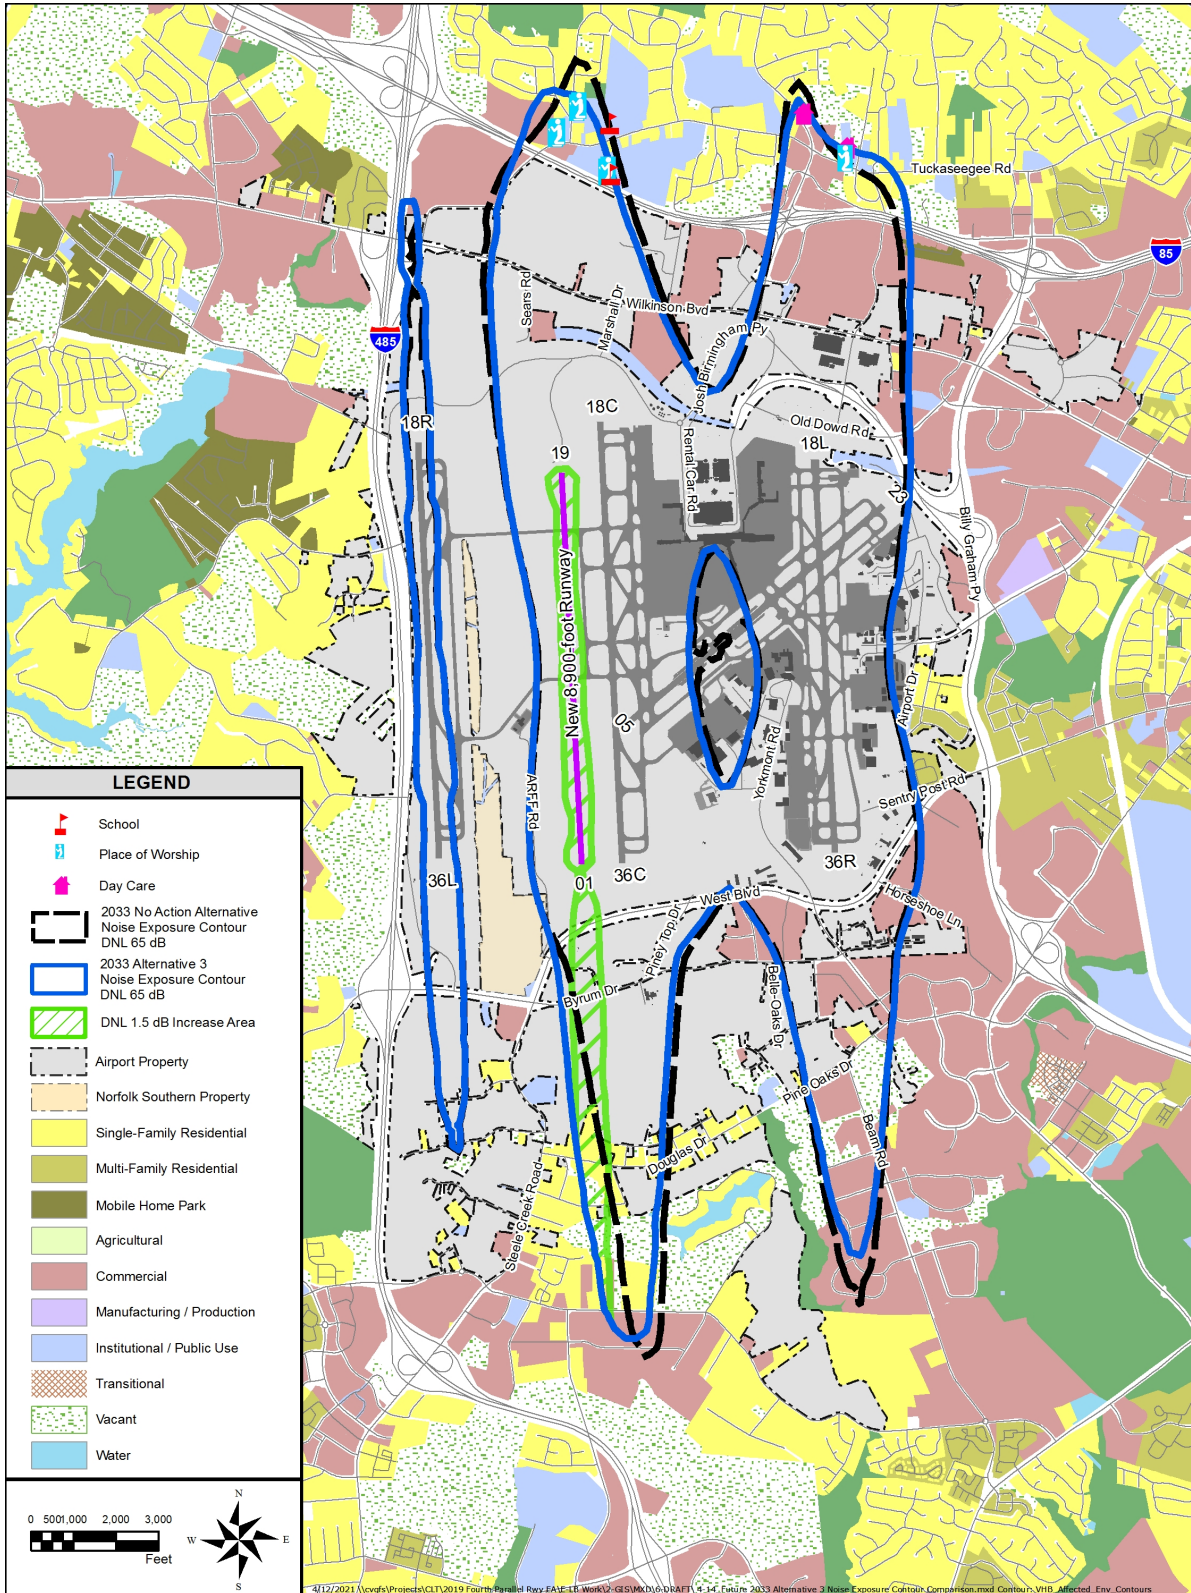 Tuckaseegee Rd
85
Sears Rd
Marshall Dr
Wilkinson Bvd
Josh Birmingham Py
485
18R
18C
19
Rental Car Rd
Old Dowd Rd
18L
23
Billy Graham Py
New 8,900-foot Runway
05
Airport Dr
Yorkmont Rd
ARFF Rd
Sentry Post Rd
36L
01
36C
36R
West Blvd
Horseshoe Ln
Piney Top Dr
Byrum Dr
Belle-Oaks Dr
Pine Oaks Dr
Beam Rd
Douglas Dr
Steele Creek Road
LEGEND
School
Place of Worship
Day Care
2033 No Action Alternative
Noise Exposure Contour
DNL 65 dB
2033 Alternative 3
Noise Exposure Contour
DNL 65 dB
DNL 1.5 dB Increase Area
Airport Property
Norfolk Southern Property
Single-Family Residential
Multi-Family Residential
Mobile Home Park
Agricultural
Commercial
Manufacturing / Production
Institutional / Public Use
Transitional
Vacant
Water
0 500 1,000 2,000 3,000
Feet
N
W E
S